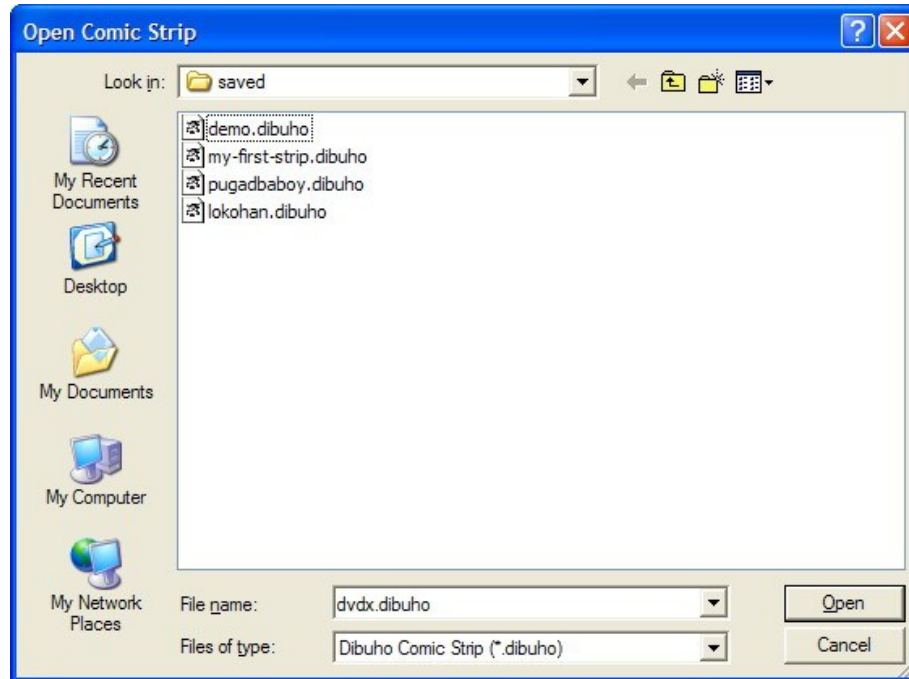 Open Comic Strip
Look in:
saved
demo.dibuho
my-first-strip.dibuho
pugadbaboy.dibuho
lokohan.dibuho
My Recent
Documents
Desktop
My Documents
My Computer
My Network
Places
File name:
dvdx.dibuho
Open
Files of type:
Dibuho Comic Strip (*.dibuho)
Cancel